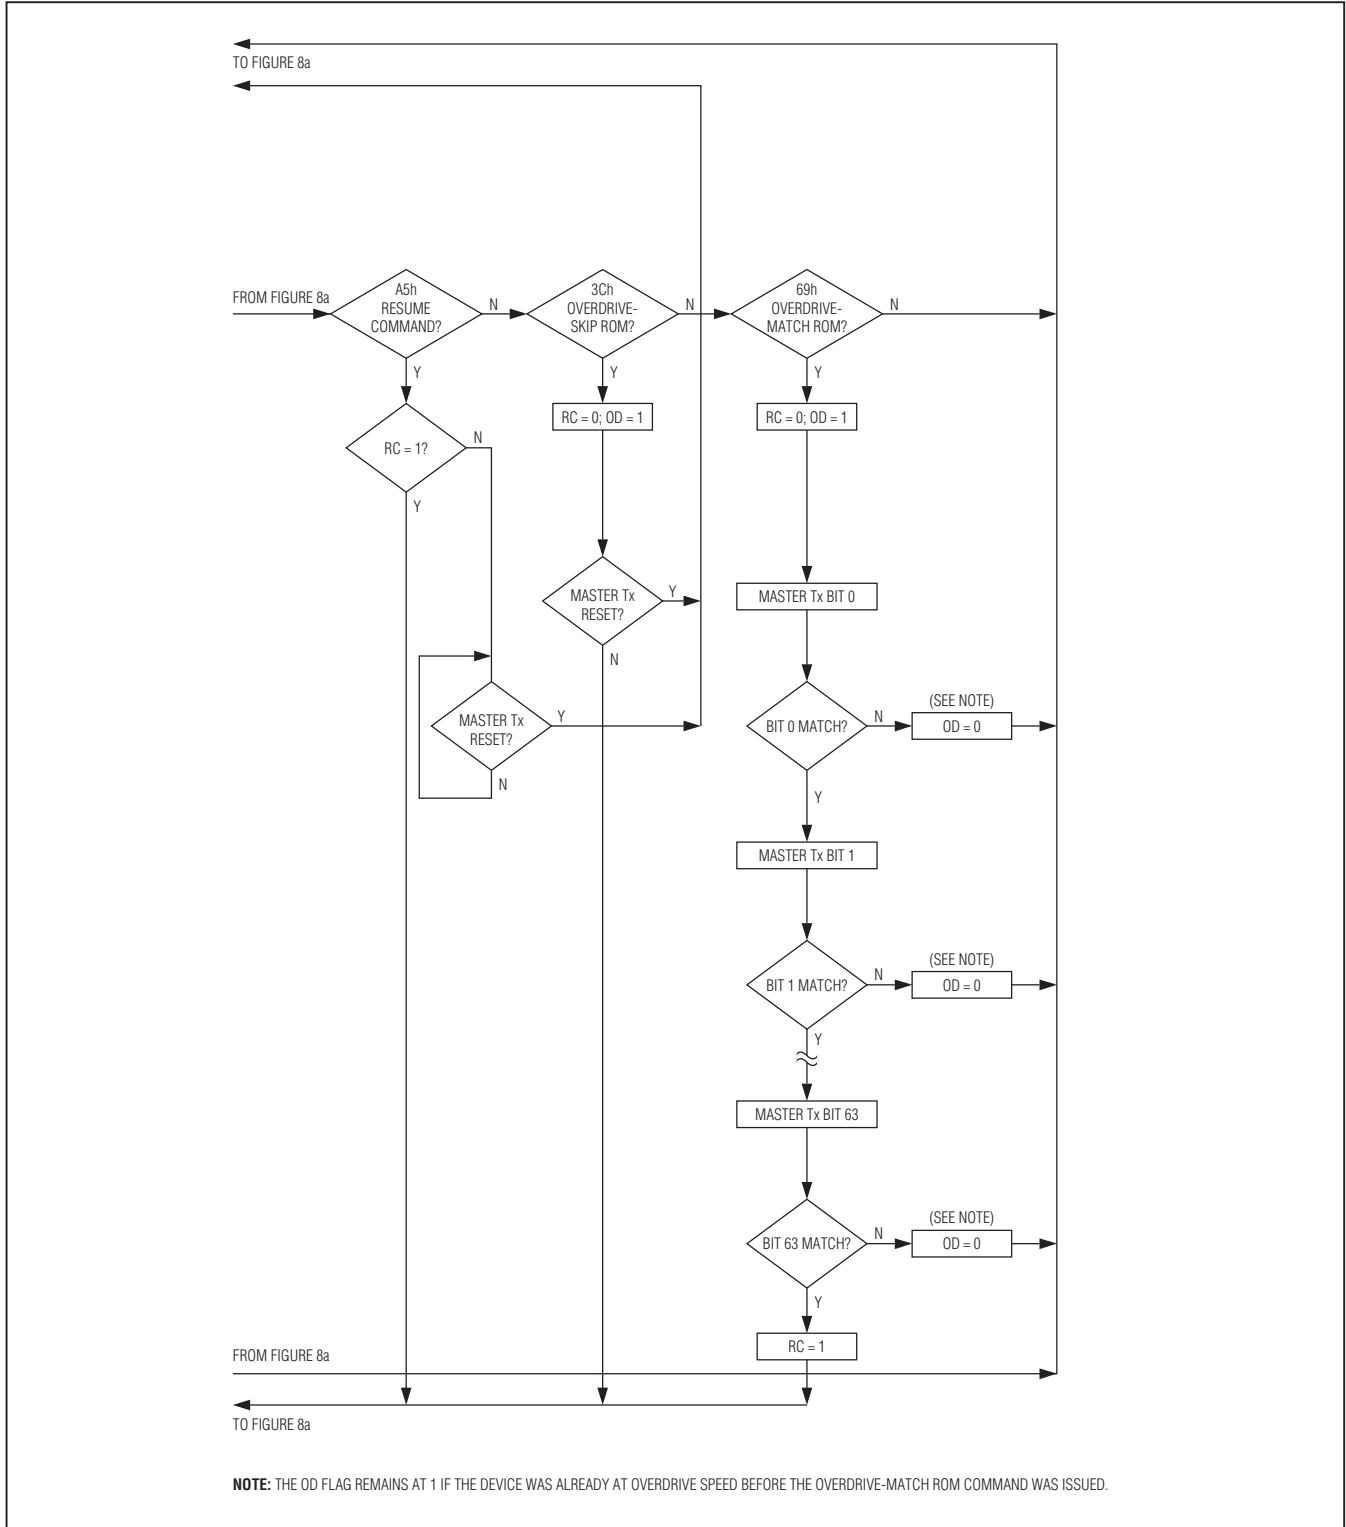 TO FIGURE 8a
FROM FIGURE 8a
A5h
RESUME
COMMAND?
N
3Ch
OVERDRIVE-
SKIP ROM?
N
69h
OVERDRIVE-
MATCH ROM?
N
Y
Y
Y
RC = 0; OD = 1
RC = 0; OD = 1
RC = 1?
N
Y
MASTER Tx
RESET?
Y
N
MASTER Tx BIT 0
MASTER Tx
RESET?
Y
N
BIT 0 MATCH?
N
(SEE NOTE)
OD = 0
Y
MASTER Tx BIT 1
BIT 1 MATCH?
N
(SEE NOTE)
OD = 0
Y
MASTER Tx BIT 63
BIT 63 MATCH?
N
(SEE NOTE)
OD = 0
Y
RC = 1
FROM FIGURE 8a
TO FIGURE 8a
NOTE: THE OD FLAG REMAINS AT 1 IF THE DEVICE WAS ALREADY AT OVERDRIVE SPEED BEFORE THE OVERDRIVE-MATCH ROM COMMAND WAS ISSUED.